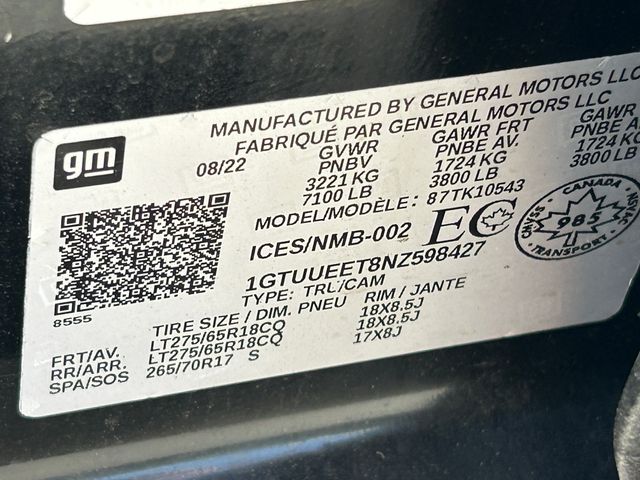 gm
MANUFACTURED BY GENERAL MOTORS LLC
FABRIQUÉ PAR GENERAL MOTORS LLC
08/22 GVWR GAWR FRT GAWR
PNBV PNBE AV. PNBE A
3221 KG 1724 KG 1724 KG
7100 LB 3800 LB 3800 LB
MODEL/MODÈLE: 87TK10543
ICES/NMB-002 EC
CANADA
985
TRANSPORT
1GTUUEET8NZ598427
TYPE: TRU/CAM
8555
TIRE SIZE / DIM. PNEU RIM / JANTE
FRT/AV. LT275/65R18CQ 18X8.5J
RR/ARR. LT275/65R18CQ 18X8.5J
SPA/SOS 265/70R17 S 17X8J